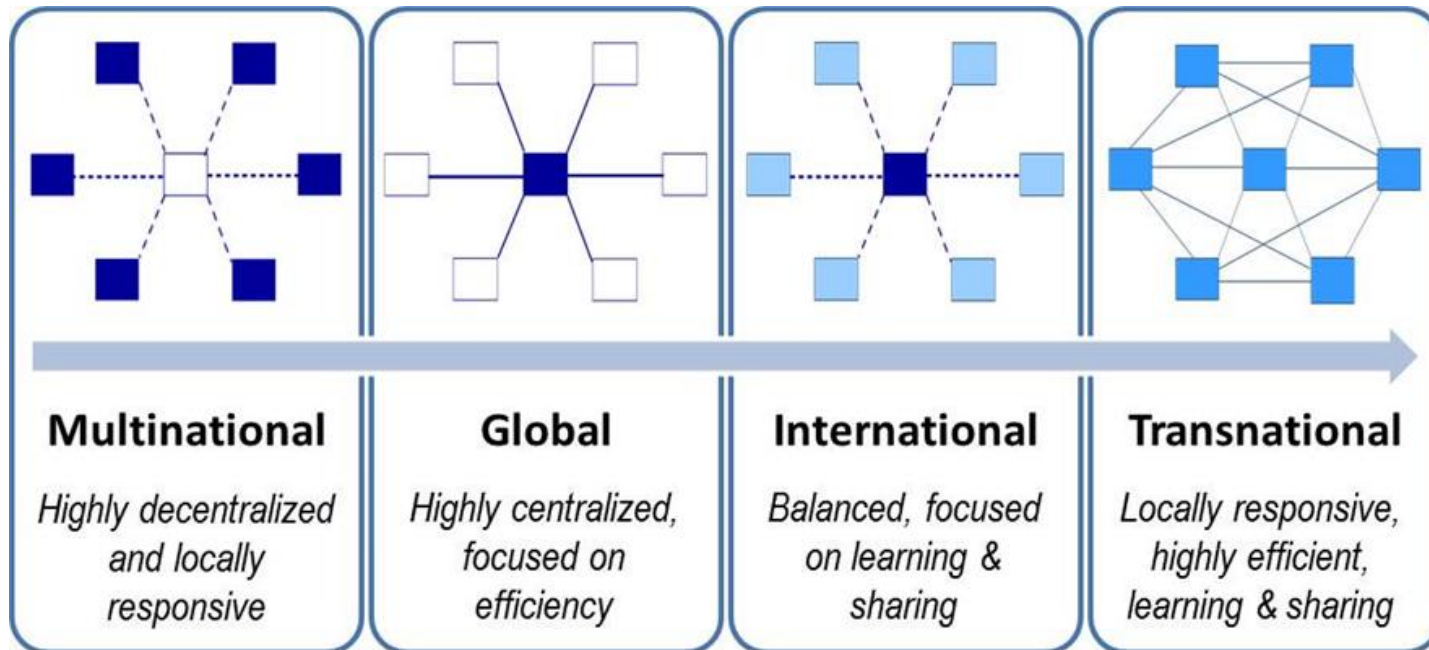 Multinational
Highly decentralized
and locally
responsive
Global
Highly centralized,
focused on
efficiency
International
Balanced, focused
on learning &
sharing
Transnational
Locally responsive,
highly efficient,
learning & sharing